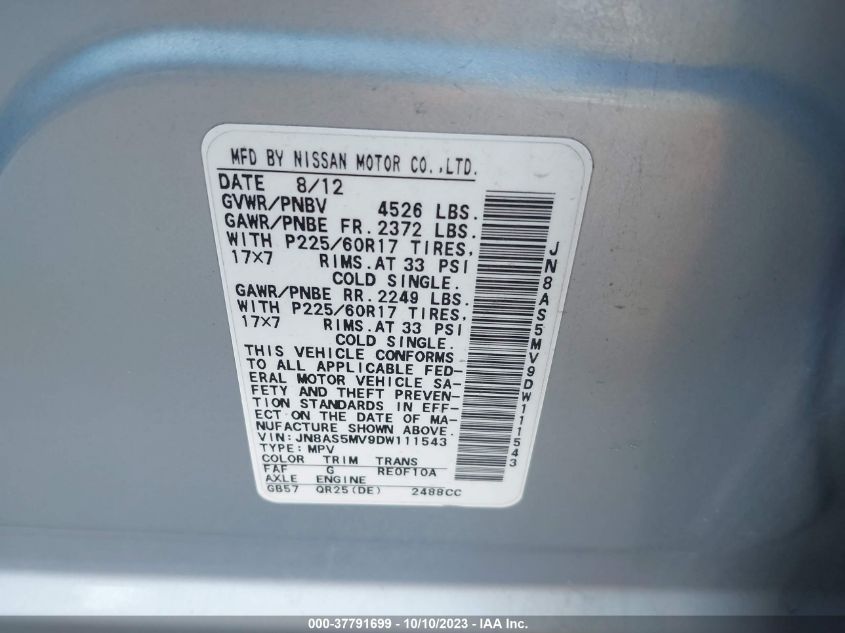 MFD BY NISSAN MOTOR CO.,LTD.
DATE 8/12
GVWR/PNBV 4526 LBS.
GAWR/PNBE FR. 2372 LBS.
WITH P225/60R17 TIRES,
17×7 RIMS. AT 33 PSI
COLD SINGLE.
GAWR/PNBE RR. 2249 LBS.
WITH P225/60R17 TIRES,
17×7 RIMS. AT 33 PSI
COLD SINGLE.
THIS VEHICLE CONFORMS
TO ALL APPLICABLE FED-
ERAL MOTOR VEHICLE SA-
FETY AND THEFT PREVEN-
TION STANDARDS IN EFF-
ECT ON THE DATE OF MA-
NUFACTURE SHOWN ABOVE.
VIN: JN8AS5MV9DW111543
TYPE: MPV
COLOR TRIM TRANS
FAF G RE0F10A
AXLE ENGINE
GB57 QR25(DE) 2488CC
JN8AS5MV9DW111543
000-37791699 - 10/10/2023 - IAA Inc.